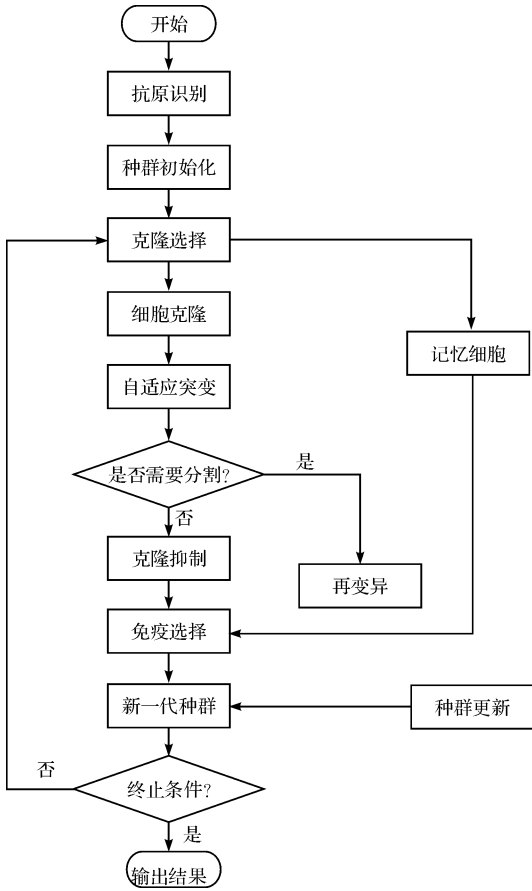 开始
抗原识别
种群初始化
克隆选择
细胞克隆
记忆细胞
自适应突变
是否需要分割?
是
否
克隆抑制
再变异
免疫选择
新一代种群
种群更新
否
终止条件?
是
输出结果